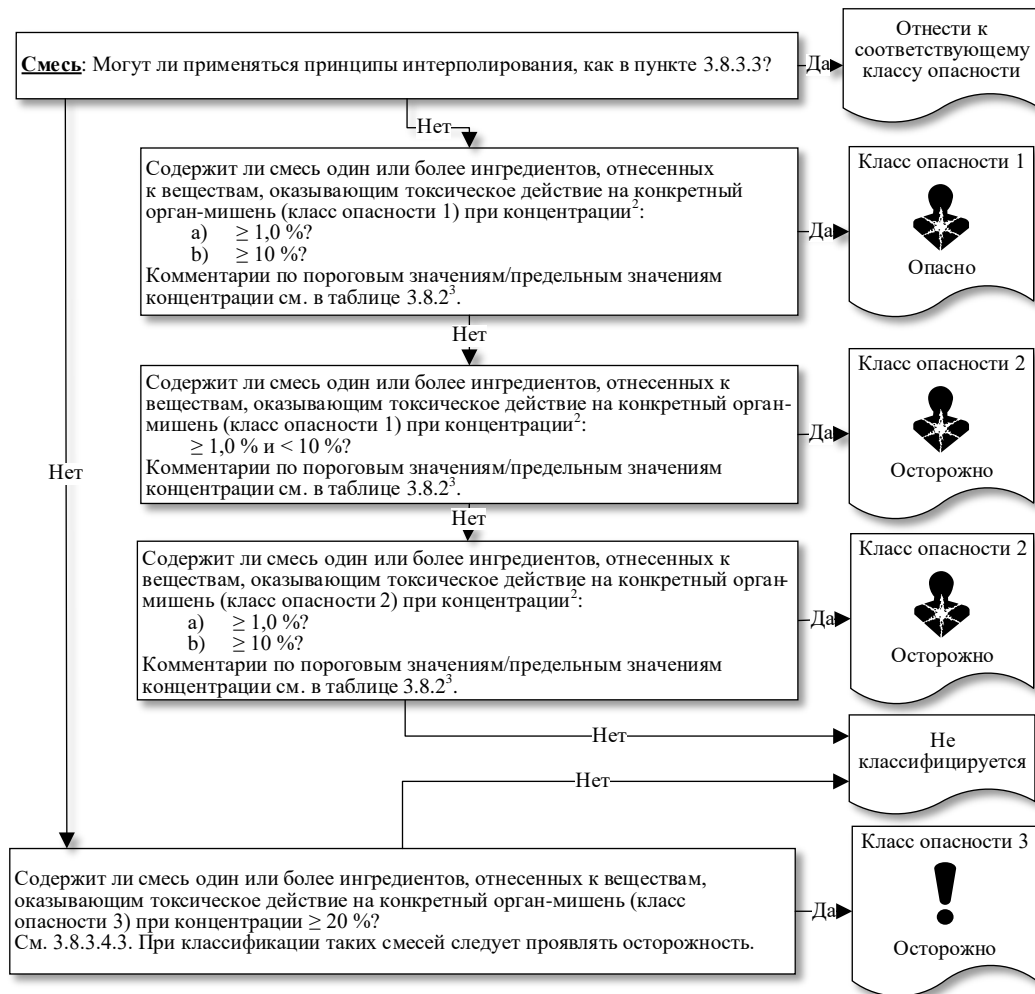 Смесь: Могут ли применяться принципы интерполирования, как в пункте 3.8.3.3?
Да
Отнести к
соответствующему
классу опасности
Нет
Содержит ли смесь один или более ингредиентов, отнесенных
к веществам, оказывающим токсическое действие на конкретный
орган-мишень (класс опасности 1) при концентрации²:
a) ≥ 1,0 %?
b) ≥ 10 %?
Комментарии по пороговым значениям/предельным значениям
концентрации см. в таблице 3.8.2³.
Да
Класс опасности 1
Опасно
Нет
Содержит ли смесь один или более ингредиентов, отнесенных к
веществам, оказывающим токсическое действие на конкретный орган-
мишень (класс опасности 1) при концентрации²:
≥ 1,0 % и < 10 %?
Комментарии по пороговым значениям/предельным значениям
концентрации см. в таблице 3.8.2³.
Да
Класс опасности 2
Осторожно
Нет
Нет
Содержит ли смесь один или более ингредиентов, отнесенных к
веществам, оказывающим токсическое действие на конкретный орган-
мишень (класс опасности 2) при концентрации²:
a) ≥ 1,0 %?
b) ≥ 10 %?
Комментарии по пороговым значениям/предельным значениям
концентрации см. в таблице 3.8.2³.
Да
Класс опасности 2
Осторожно
Нет
Нет
Не
классифицируется
Содержит ли смесь один или более ингредиентов, отнесенных к веществам,
оказывающим токсическое действие на конкретный орган-мишень (класс
опасности 3) при концентрации ≥ 20 %?
См. 3.8.3.4.3. При классификации таких смесей следует проявлять осторожность.
Да
Класс опасности 3
Осторожно